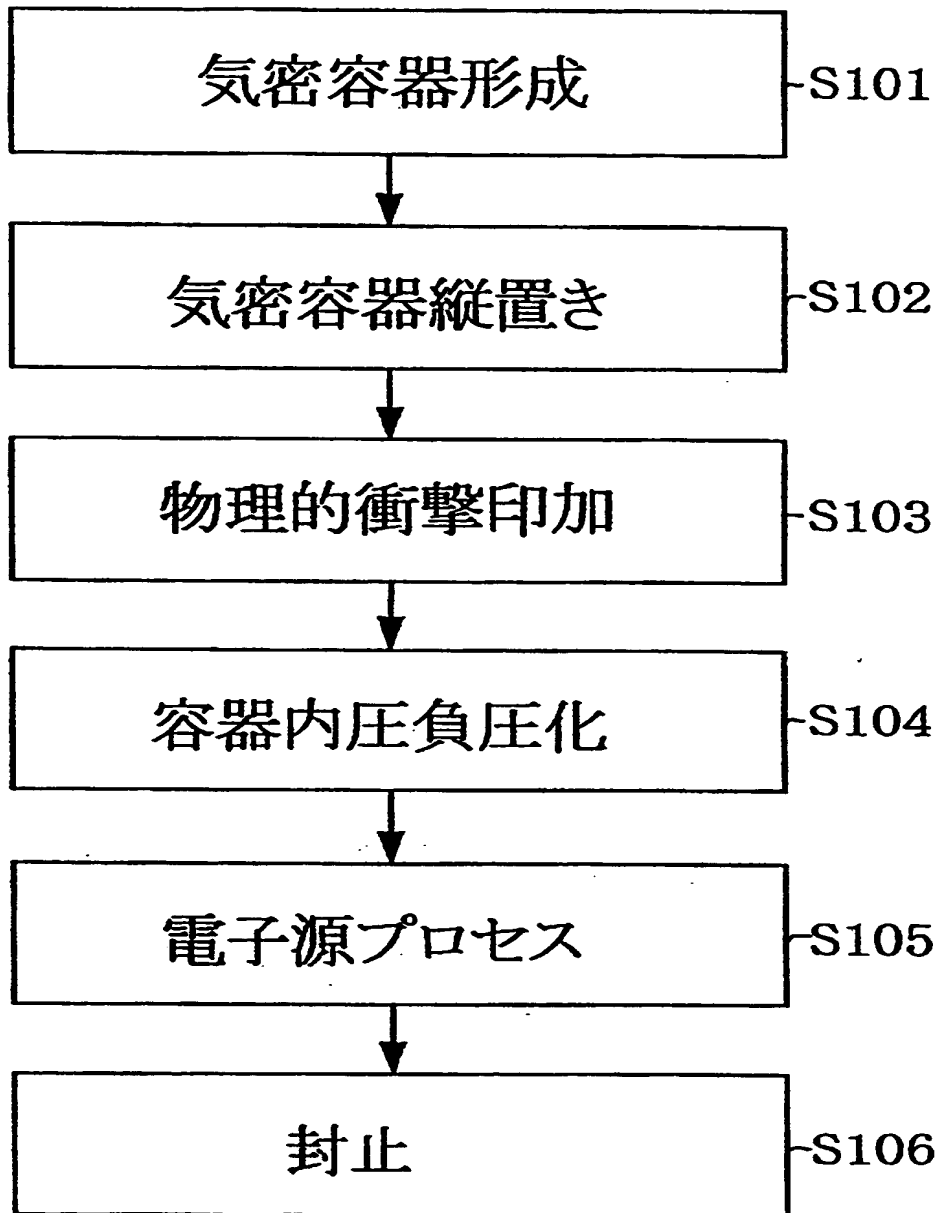 気密容器形成 S101
気密容器縦置き S102
物理的衝撃印加 S103
容器内圧負圧化 S104
電子源プロセス S105
封止 S106